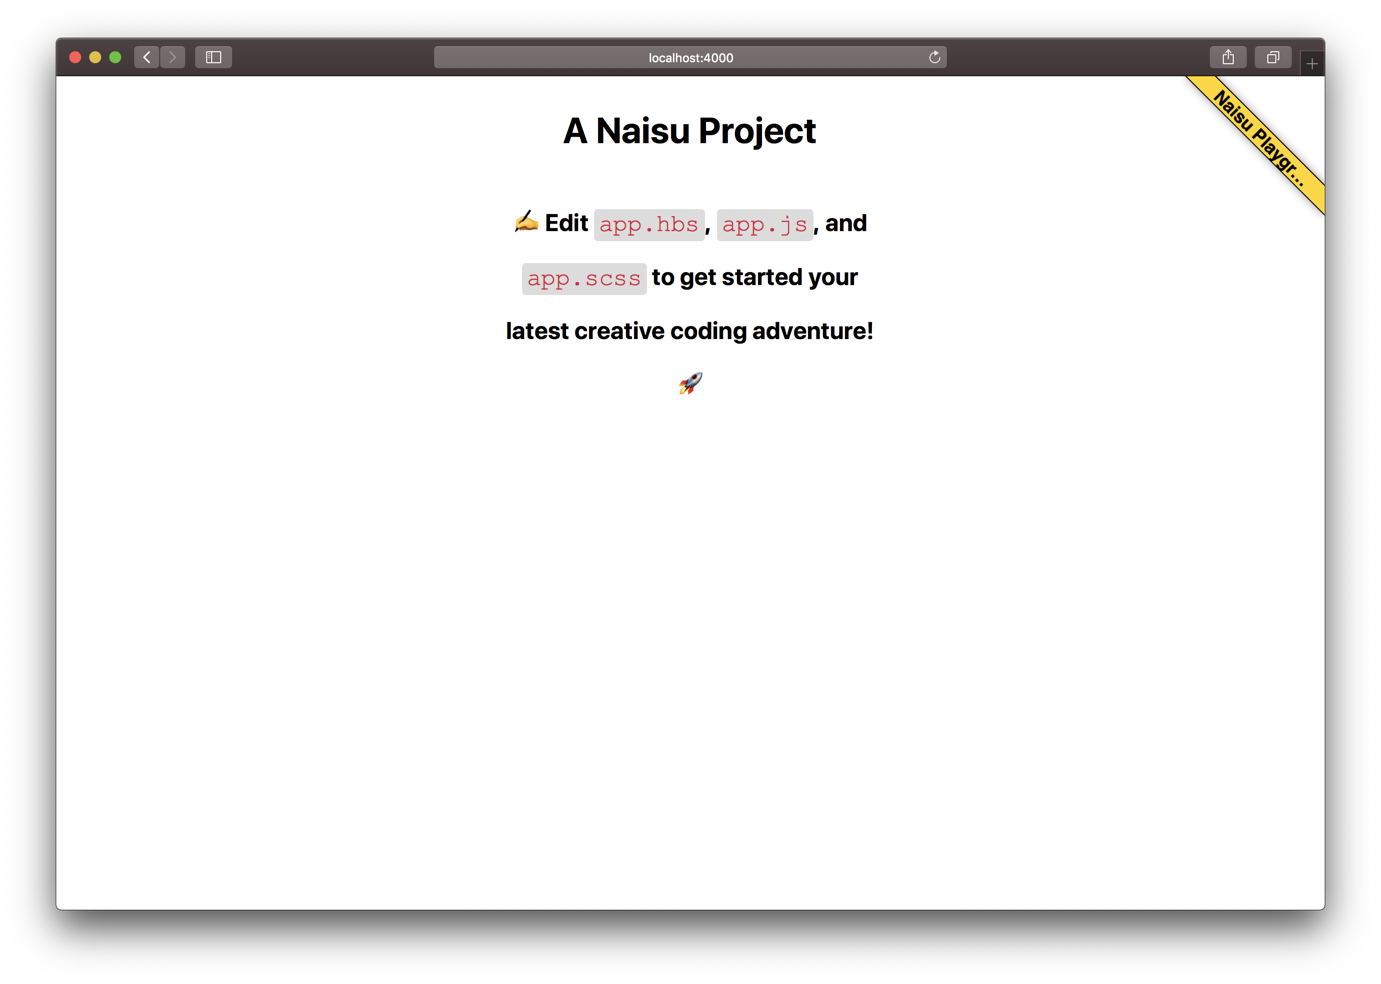 localhost:4000
Naisu Playgr...
A Naisu Project
✍️ Edit app.hbs, app.js, and
app.scss to get started your
latest creative coding adventure!
🚀